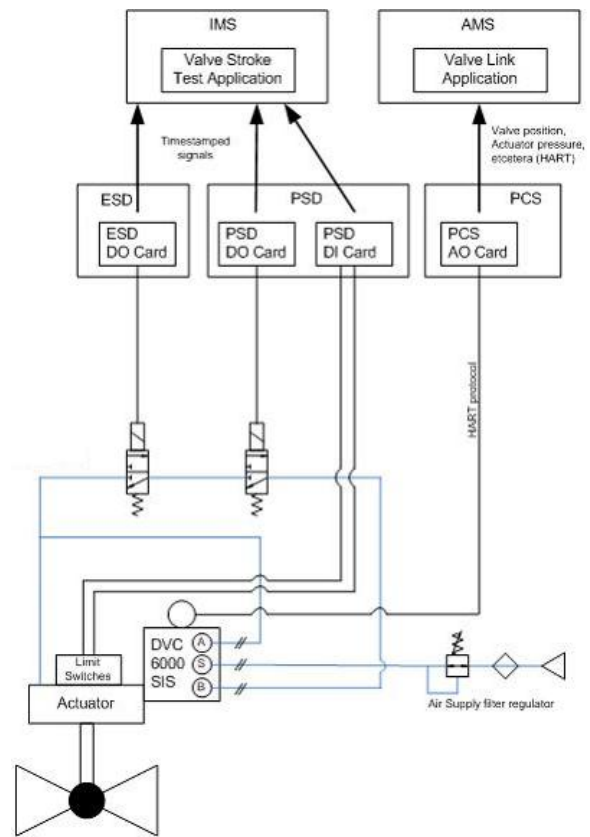 IMS
Valve Stroke
Test Application
AMS
Valve Link
Application
Timestamped
signals
Valve position,
Actuator pressure,
etcetera (HART)
ESD
ESD
DO Card
PSD
PSD
DO Card
PSD
DI Card
PCS
PCS
AO Card
HART protocol
Limit
Switches
Actuator
DVC
6000
SIS
A
S
B
Air Supply filter regulator